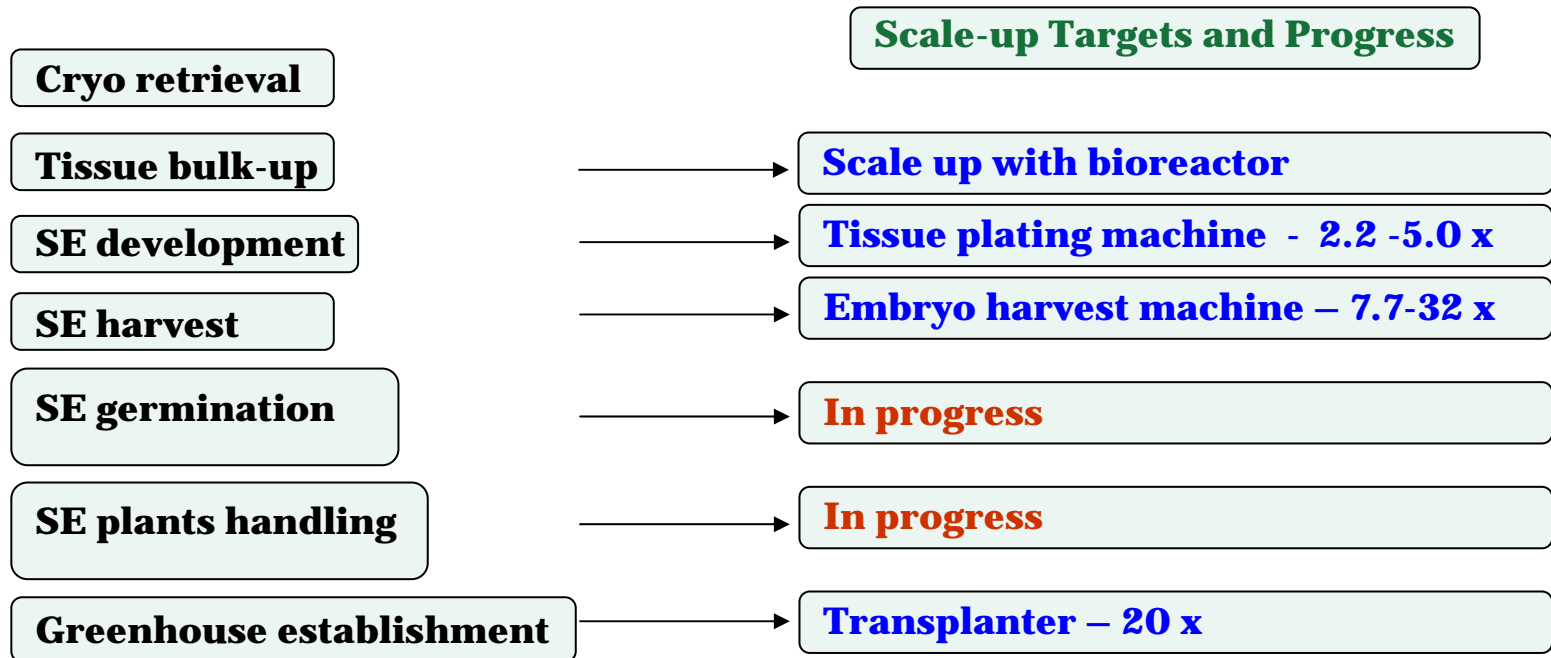 Scale-up Targets and Progress
Cryo retrieval
Tissue bulk-up
Scale up with bioreactor
SE development
Tissue plating machine - 2.2 -5.0 x
SE harvest
Embryo harvest machine – 7.7-32 x
SE germination
In progress
SE plants handling
In progress
Greenhouse establishment
Transplanter – 20 x